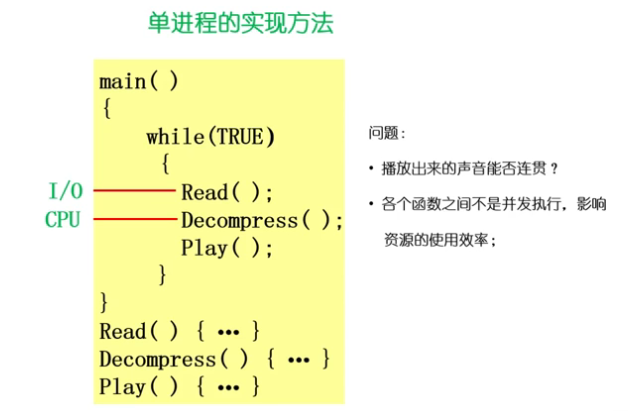 单进程的实现方法
main( )
{
while(TRUE)
{
I/O
Read( );
CPU
Decompress( );
Play( );
}
}
Read( ) { ··· }
Decompress( ) { ··· }
Play( ) { ··· }
问题:
• 播放出来的声音能否连贯?
• 各个函数之间不是并发执行,影响
资源的使用效率;